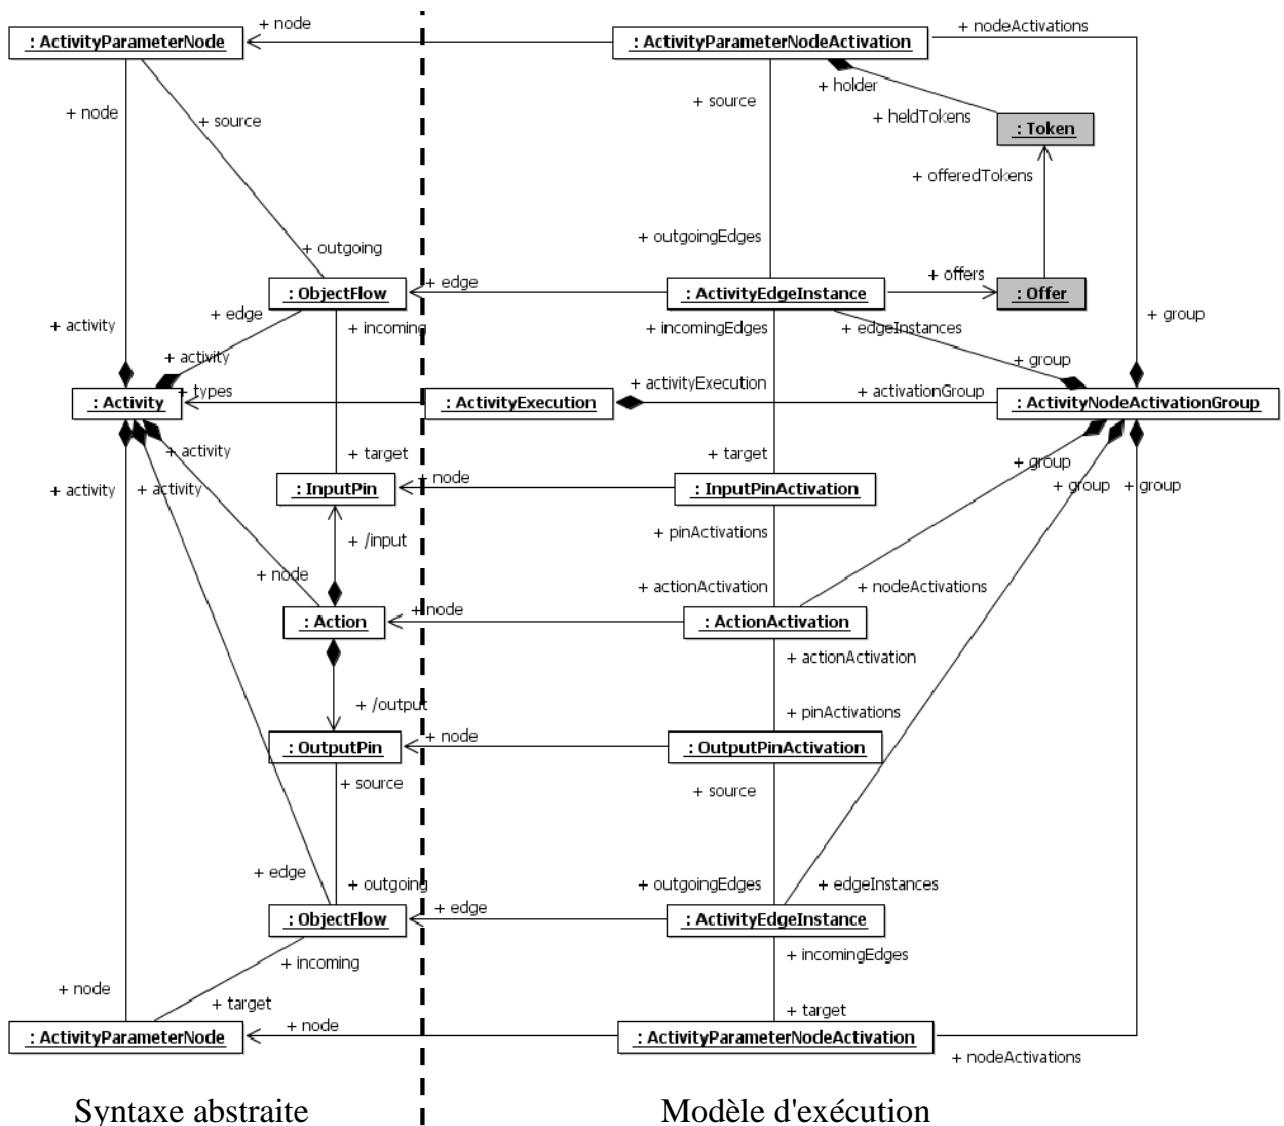 + node
+ nodeActivations
: ActivityParameterNode
: ActivityParameterNodeActivation
+ holder
+ node
+ source
+ source
+ heldTokens
: Token
+ offeredTokens
+ outgoing
+ outgoingEdges
+ edge
+ offers
: ObjectFlow
: ActivityEdgeInstance
: Offer
+ edge
+ activity
+ incoming
+ incomingEdges
+ edgeInstances
+ group
+ activity
+ group
+ types
+ activityExecution
+ activationGroup
: Activity
: ActivityExecution
: ActivityNodeActivationGroup
+ activity
+ target
+ target
+ group
+ activity
+ activity
+ node
+ group
+ group
: InputPin
: InputPinActivation
+ /input
+ pinActivations
+ node
+ actionActivation
+ nodeActivations
+ node
: Action
: ActionActivation
+ actionActivation
+ /output
+ pinActivations
+ node
: OutputPin
: OutputPinActivation
+ source
+ source
+ edge
+ outgoing
+ outgoingEdges
+ edgeInstances
+ edge
: ObjectFlow
: ActivityEdgeInstance
+ incoming
+ incomingEdges
+ node
+ target
+ target
+ node
: ActivityParameterNode
: ActivityParameterNodeActivation
+ nodeActivations
Syntaxe abstraite
Modèle d'exécution